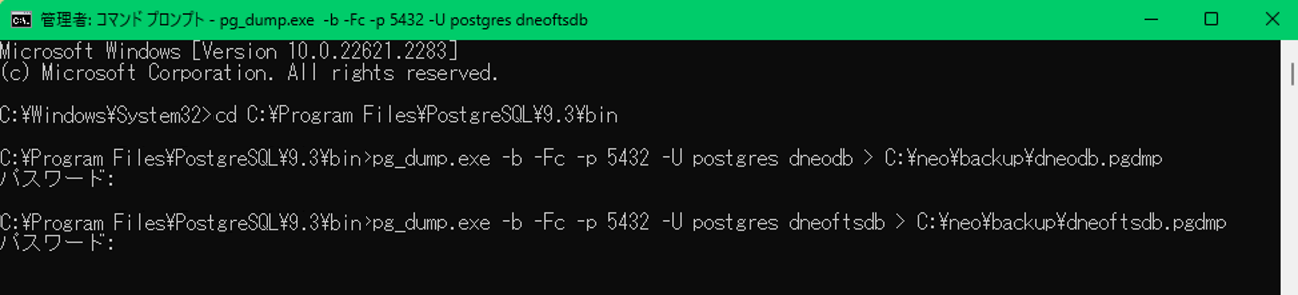 管理者: コマンド プロンプト - pg_dump.exe  -b -Fc -p 5432 -U postgres dneoftsdb
Microsoft Windows [Version 10.0.22621.2283]
(c) Microsoft Corporation. All rights reserved.
C:¥Windows¥System32>cd C:¥Program Files¥PostgreSQL¥9.3¥bin
C:¥Program Files¥PostgreSQL¥9.3¥bin>pg_dump.exe -b -Fc -p 5432 -U postgres dneodb > C:¥neo¥backup¥dneodb.pgdmp
パスワード:
C:¥Program Files¥PostgreSQL¥9.3¥bin>pg_dump.exe -b -Fc -p 5432 -U postgres dneoftsdb > C:¥neo¥backup¥dneoftsdb.pgdmp
パスワード: